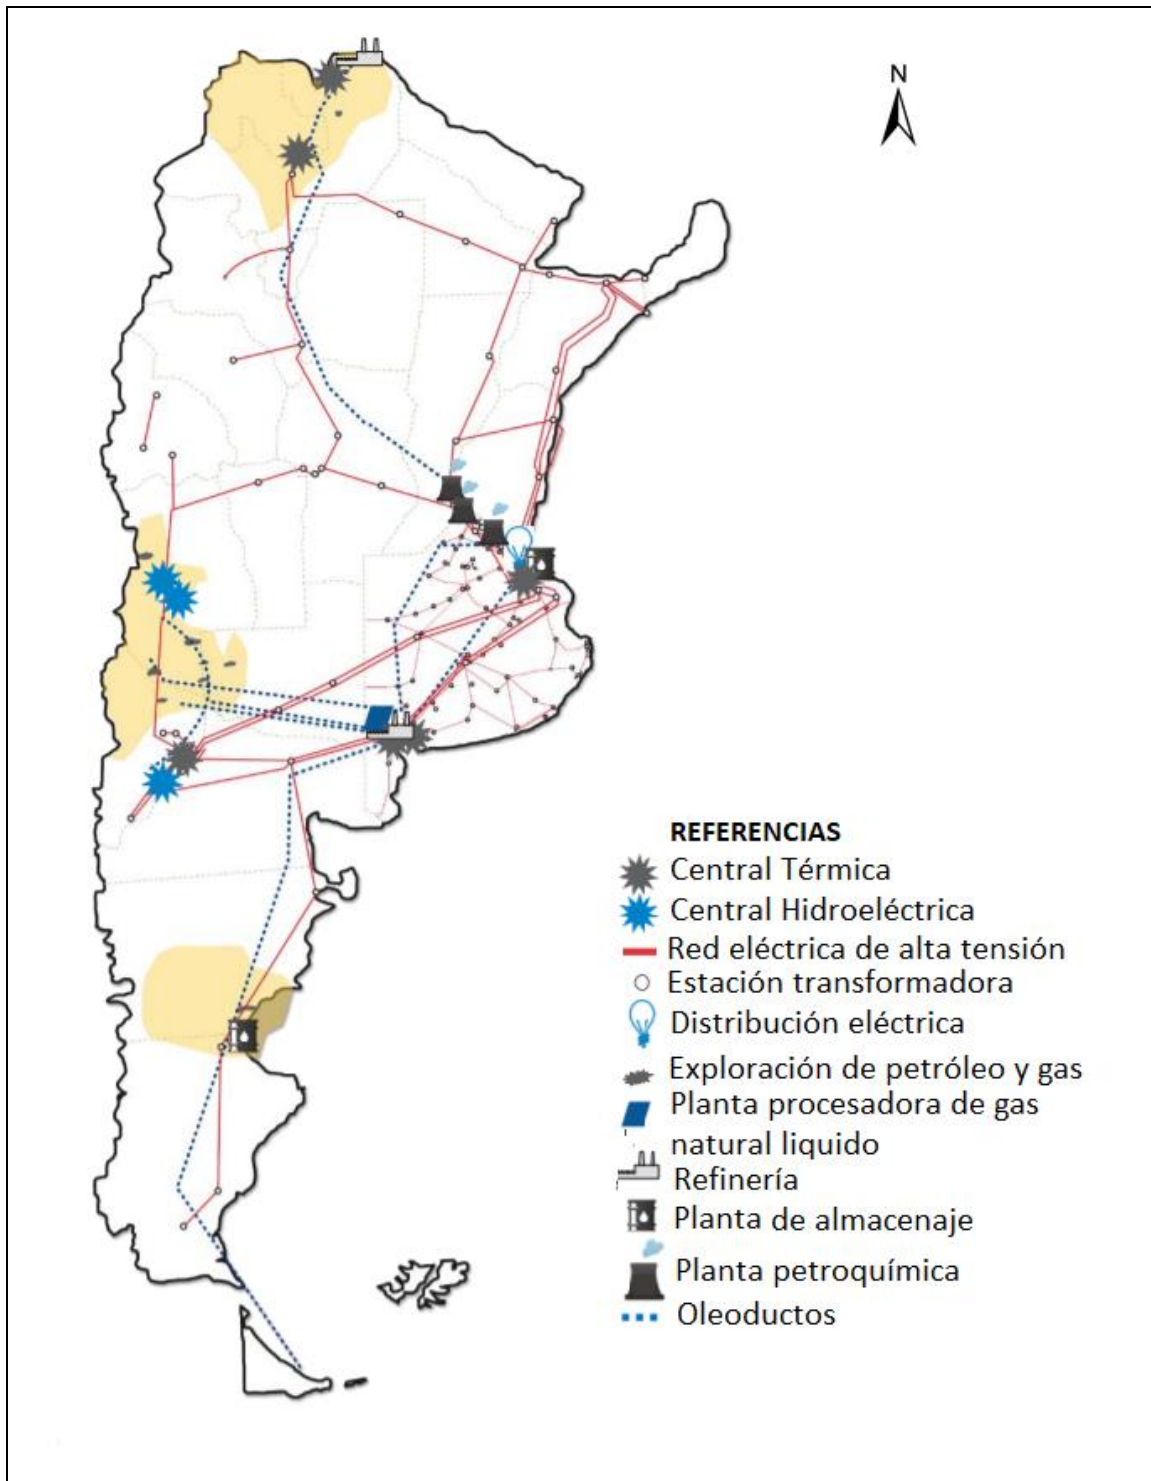 N
REFERENCIAS
Central Térmica
Central Hidroeléctrica
Red eléctrica de alta tensión
Estación transformadora
Distribución eléctrica
Exploración de petróleo y gas
Planta procesadora de gas
natural liquido
Refinería
Planta de almacenaje
Planta petroquímica
Oleoductos